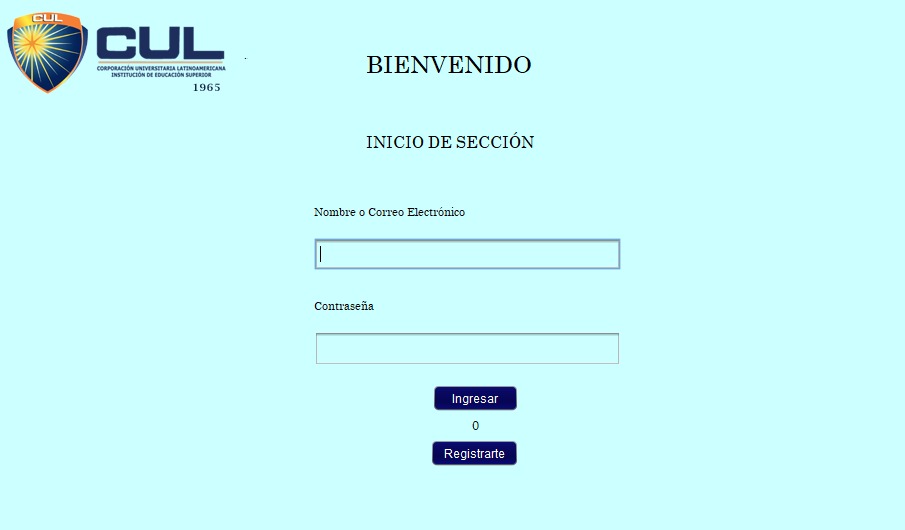 CUL
CUL
CORPORACIÓN UNIVERSITARIA LATINOAMERICANA
INSTITUCIÓN DE EDUCACIÓN SUPERIOR
1965
.
BIENVENIDO
INICIO DE SECCIÓN
Nombre o Correo Electrónico
Contraseña
Ingresar
0
Registrarte